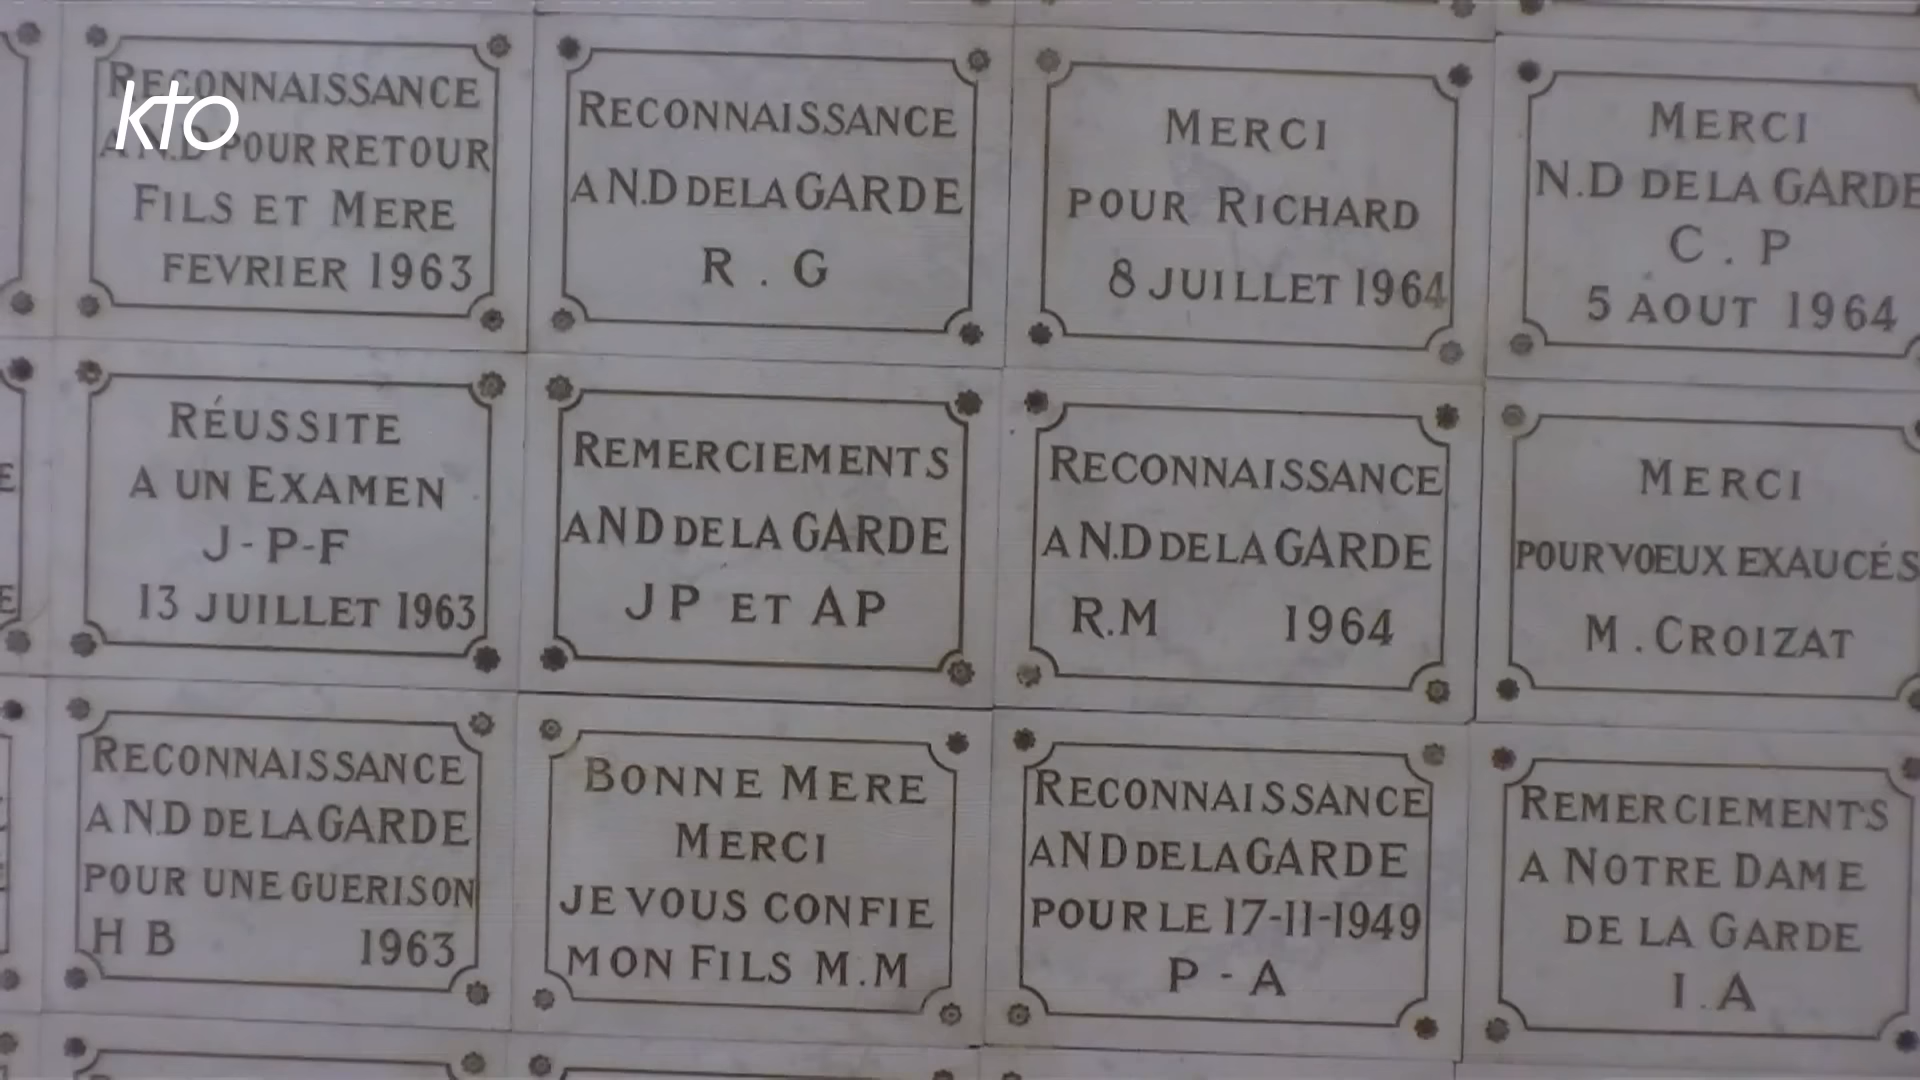 kto
RECONNAISSANCE
A N.D POUR RETOUR
FILS ET MERE
FEVRIER 1963
RECONNAISSANCE
A N.D DE LA GARDE
R . G
MERCI
POUR RICHARD
8 JUILLET 1964
MERCI
N.D DE LA GARDE
C . P
5 AOUT 1964
RÉUSSITE
A UN EXAMEN
J-P-F
13 JUILLET 1963
REMERCIEMENTS
A N D DE LA GARDE
JP ET AP
RECONNAISSANCE
A N.D DE LA GARDE
R.M 1964
MERCI
POUR VOEUX EXAUCÉS
M . CROIZAT
RECONNAISSANCE
A N.D DE LA GARDE
POUR UNE GUERISON
H B 1963
BONNE MERE
MERCI
JE VOUS CONFIE
MON FILS M.M
RECONNAISSANCE
A N D DE LA GARDE
POUR LE 17-11-1949
P - A
REMERCIEMENTS
A NOTRE DAME
DE LA GARDE
I . A